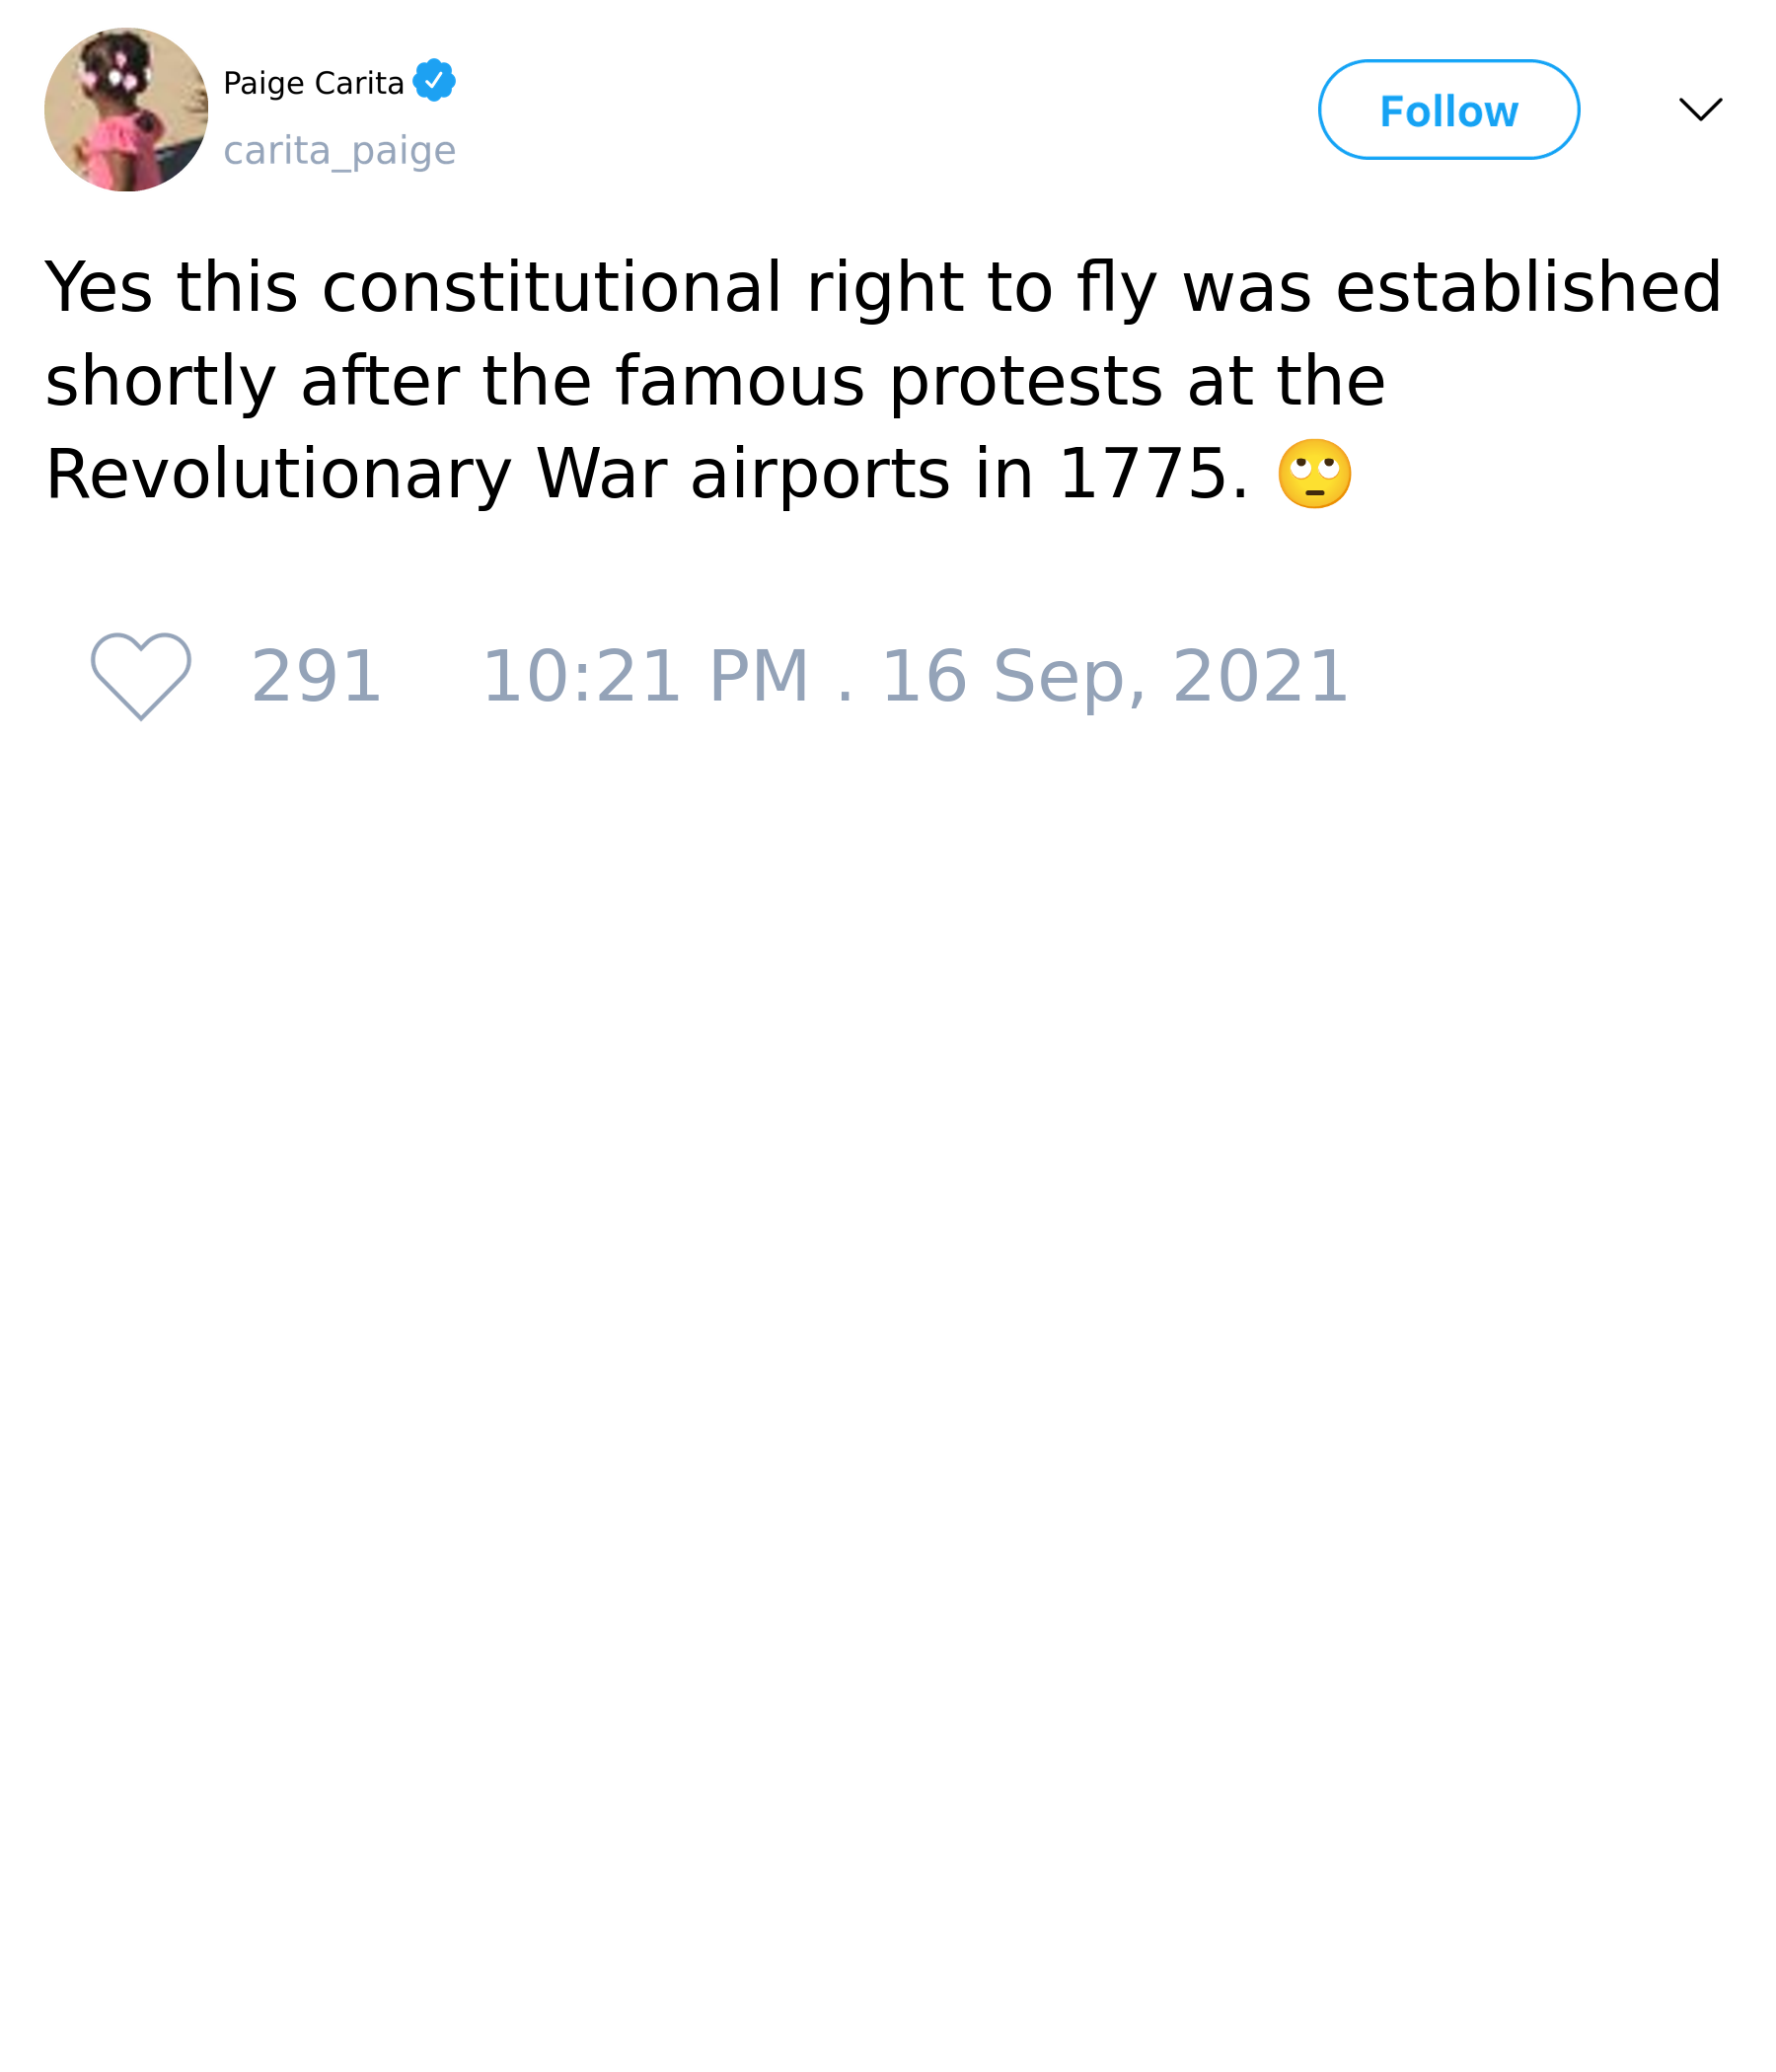 Paige Carita
carita_paige
Follow
Yes this constitutional right to fly was established
shortly after the famous protests at the
Revolutionary War airports in 1775. 🙄
291 10:21 PM . 16 Sep, 2021